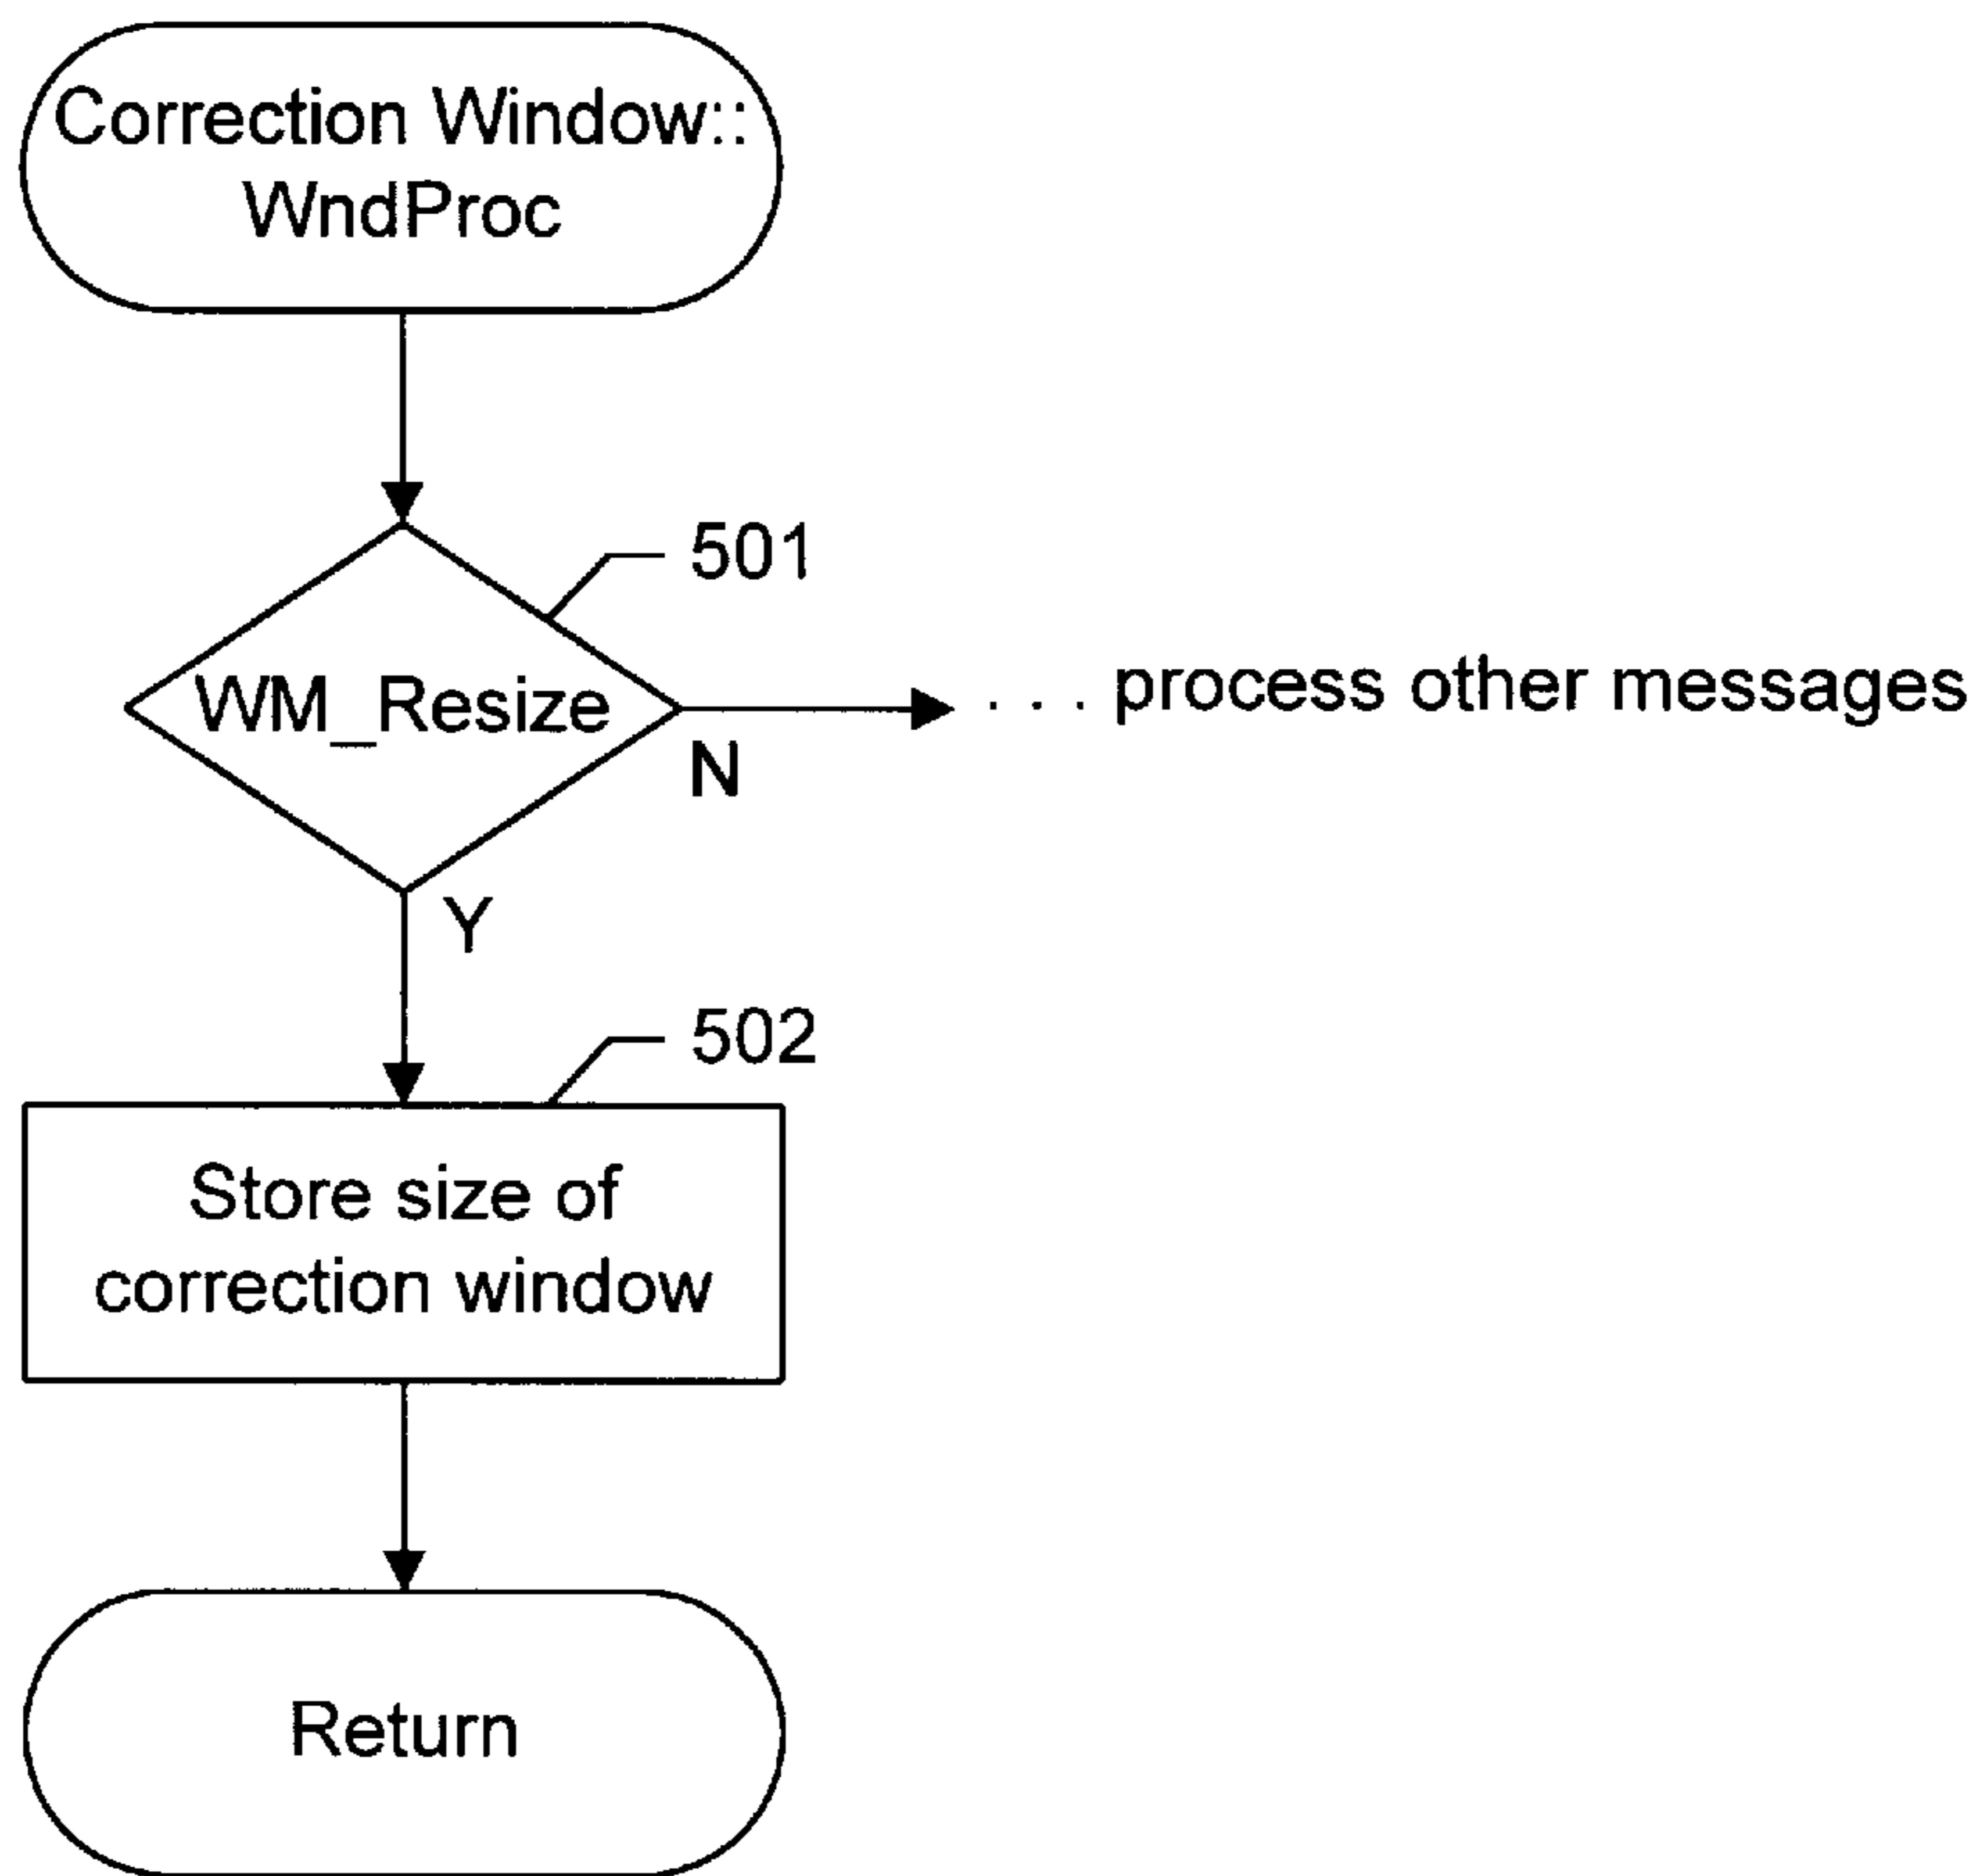 Correction Window::
WndProc
501
WM_Resize
. . . process other messages
N
Y
502
Store size of
correction window
Return